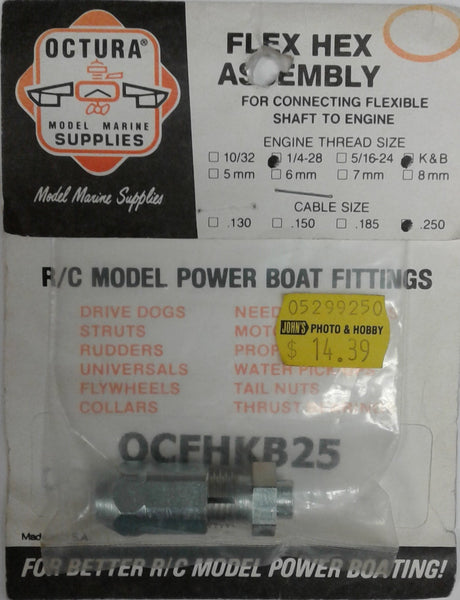 OCTURA®
MODEL MARINE
SUPPLIES
Model Marine Supplies
FLEX HEX
ASSEMBLY
FOR CONNECTING FLEXIBLE
SHAFT TO ENGINE
ENGINE THREAD SIZE
10/32 1/4-28 5/16-24 K&B
5 mm 6 mm 7 mm 8 mm
CABLE SIZE
.130 .150 .185 .250
R/C MODEL POWER BOAT FITTINGS
DRIVE DOGS
STRUTS
RUDDERS
UNIVERSALS
FLYWHEELS
COLLARS
WATER
TAIL NUTS
THRUST
05299250
JOHN'S PHOTO & HOBBY
$ 14.39
OCFHKB25
FOR BETTER R/C MODEL POWER BOATING!